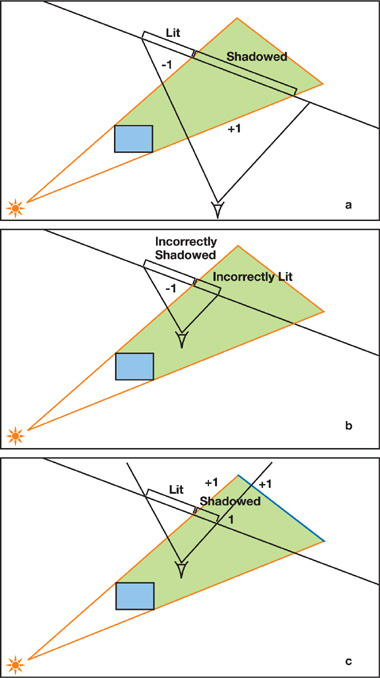 Lit
-1
Shadowed
+1
a
Incorrectly
Shadowed
-1
Incorrectly Lit
b
Lit
+1
+1
Shadowed
1
c